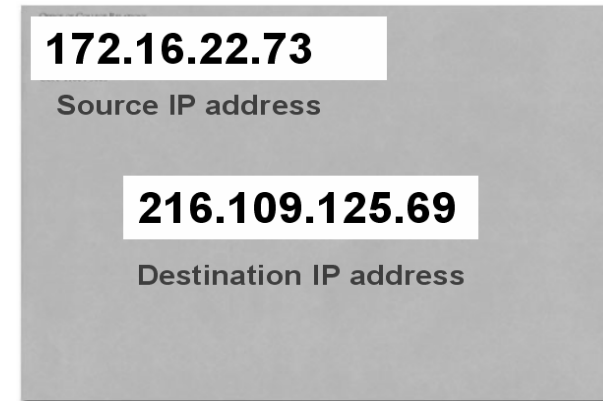 172.16.22.73
Source IP address
216.109.125.69
Destination IP address